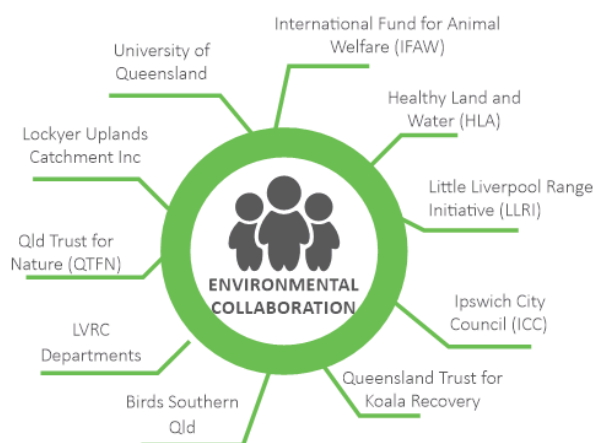 International Fund for Animal
Welfare (IFAW)
University of
Queensland
Healthy Land and
Water (HLA)
Lockyer Uplands
Catchment Inc
Little Liverpool Range
Initiative (LLRI)
Qld Trust for
Nature (QTFN)
ENVIRONMENTAL
COLLABORATION
Ipswich City
Council (ICC)
LVRC
Departments
Queensland Trust for
Koala Recovery
Birds Southern
Qld